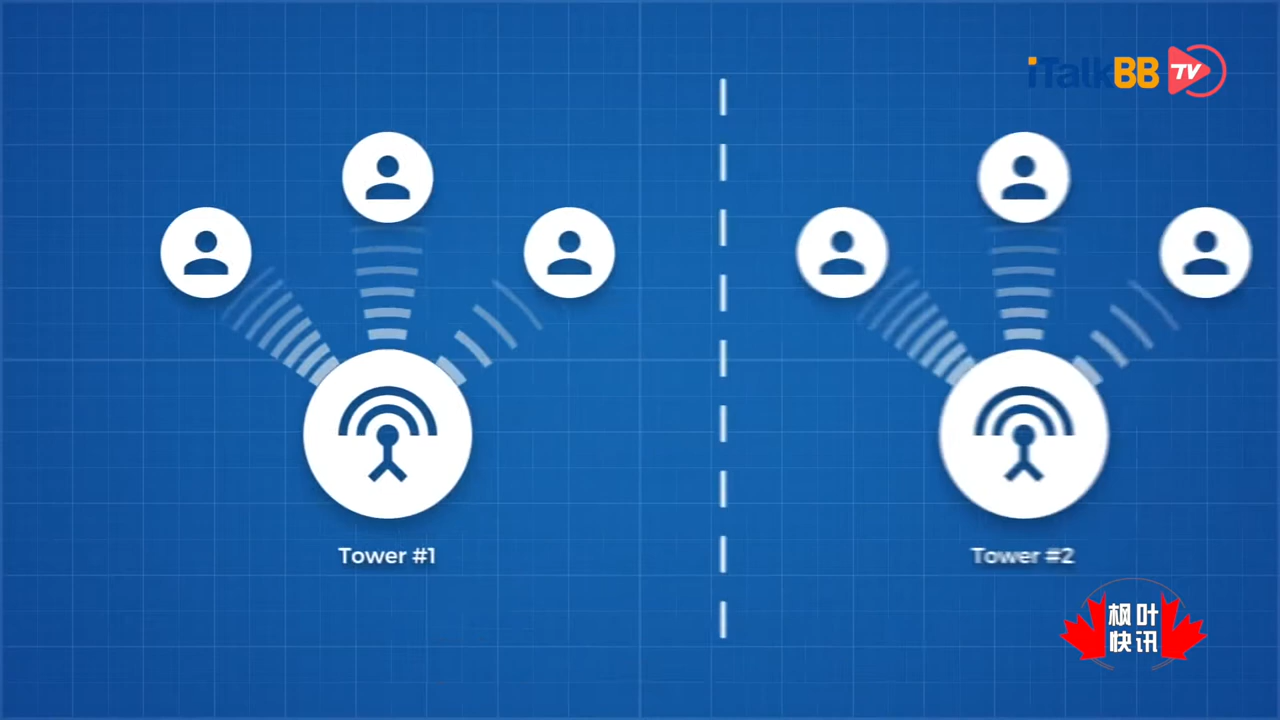 iTalkBB TV
Tower #1
Tower #2
枫叶
快讯